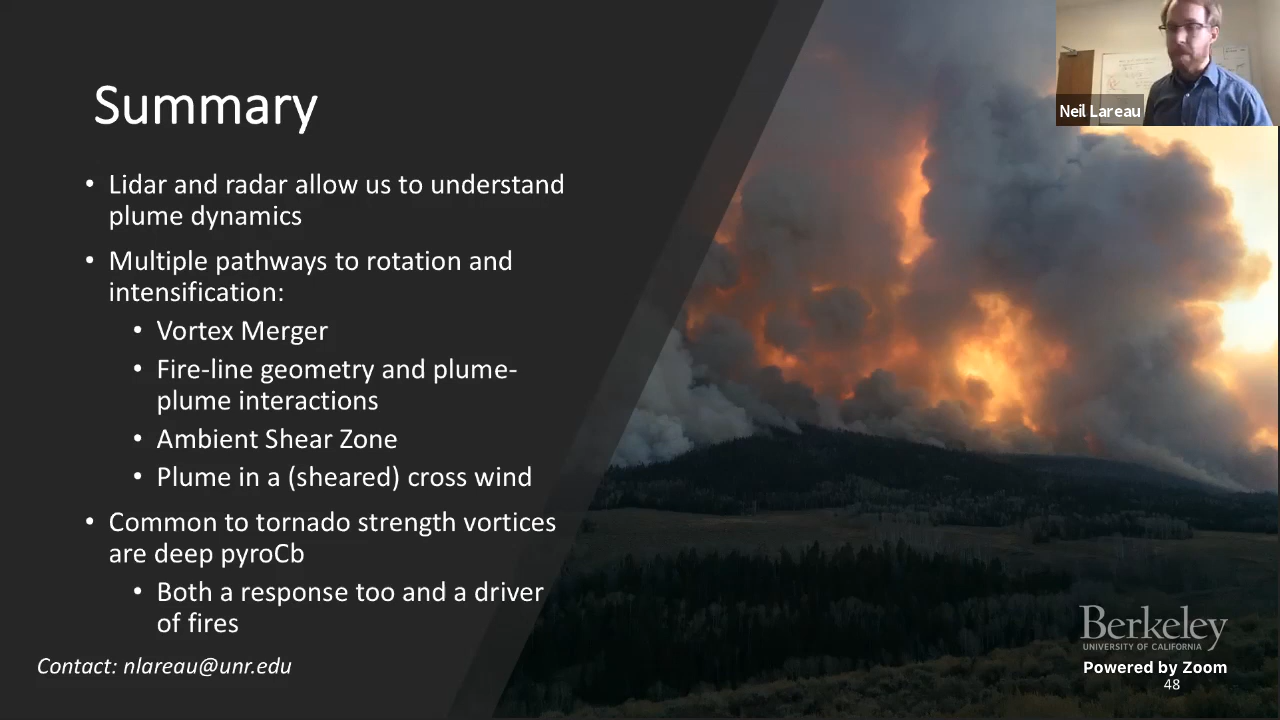 Summary
• Lidar and radar allow us to understand
plume dynamics
• Multiple pathways to rotation and
intensification:
• Vortex Merger
• Fire-line geometry and plume-
plume interactions
• Ambient Shear Zone
• Plume in a (sheared) cross wind
• Common to tornado strength vortices
are deep pyroCb
• Both a response too and a driver
of fires
Contact: nlareau@unr.edu
Neil Lareau
Berkeley
UNIVERSITY OF CALIFORNIA
Powered by Zoom
48